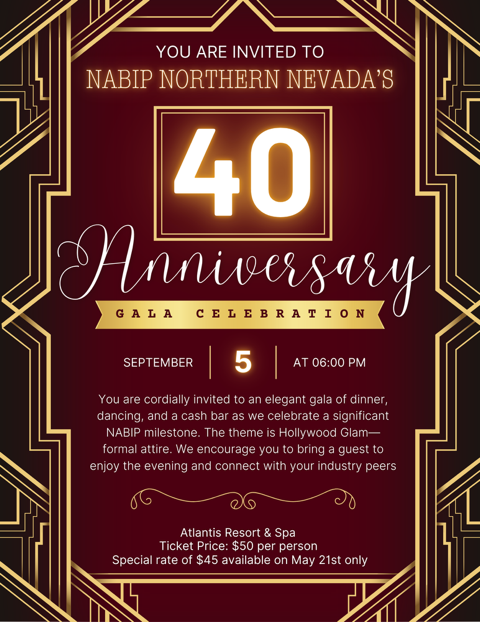 YOU ARE INVITED TO
NABIP NORTHERN NEVADA'S
40
Anniversary
GALA CELEBRATION
SEPTEMBER 5 AT 06:00 PM
You are cordially invited to an elegant gala of dinner,
dancing, and a cash bar as we celebrate a significant
NABIP milestone. The theme is Hollywood Glam—
formal attire. We encourage you to bring a guest to
enjoy the evening and connect with your industry peers
Atlantis Resort & Spa
Ticket Price: $50 per person
Special rate of $45 available on May 21st only